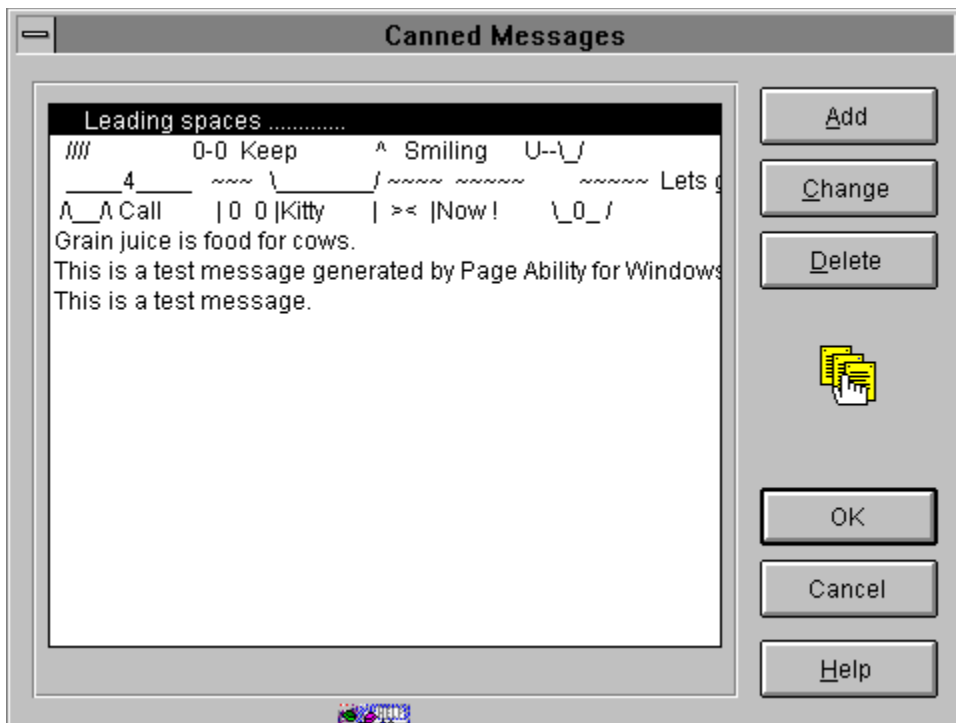 Canned Messages
Leading spaces .............
////            0-0  Keep            ^   Smiling     U--\_/
_____4_____   ~~~  \________/ ~~~~  ~~~~~        ~~~~~ Lets
/\__/\ Call       | 0  0 |Kitty      |  >< |Now !       \_0_/
Grain juice is food for cows.
This is a test message generated by Page Ability for Windows
This is a test message.
Add
Change
Delete
OK
Cancel
Help